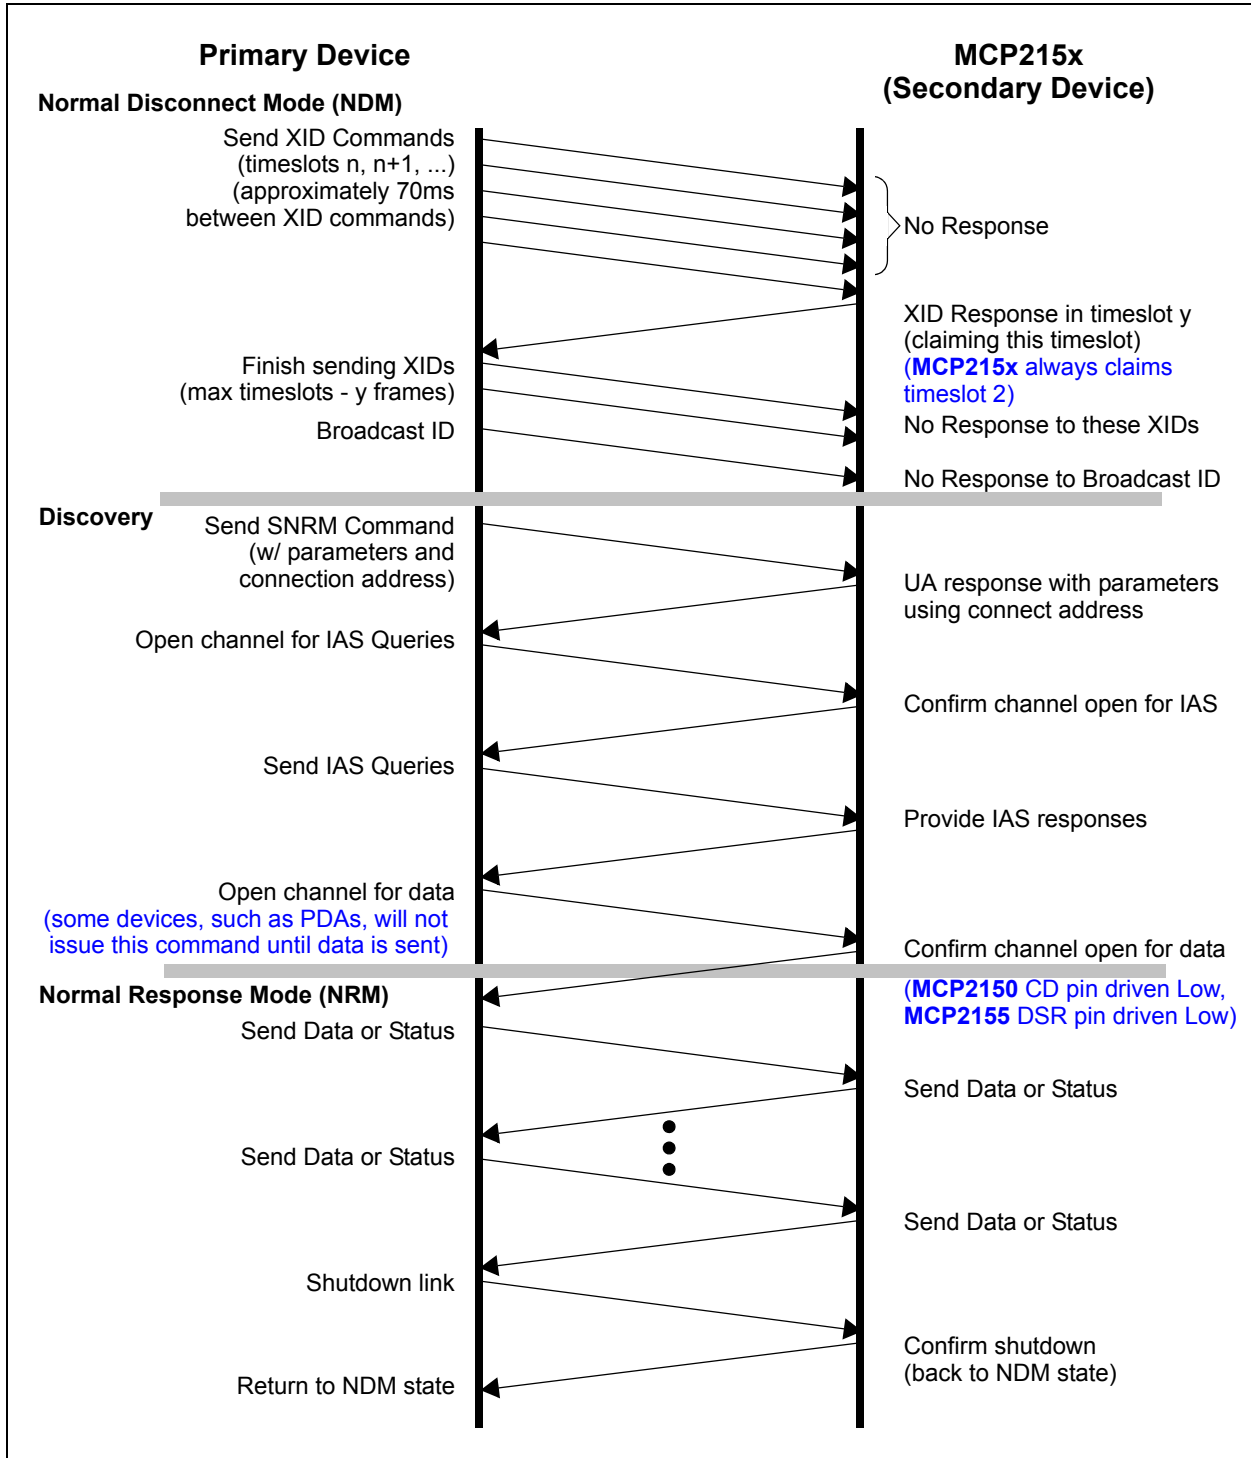 Primary Device
MCP215x
(Secondary Device)
Normal Disconnect Mode (NDM)
Send XID Commands
(timeslots n, n+1, ...)
(approximately 70ms
between XID commands)
No Response
XID Response in timeslot y
(claiming this timeslot)
(MCP215x always claims
timeslot 2)
Finish sending XIDs
(max timeslots - y frames)
No Response to these XIDs
Broadcast ID
No Response to Broadcast ID
Discovery
Send SNRM Command
(w/ parameters and
connection address)
UA response with parameters
using connect address
Open channel for IAS Queries
Confirm channel open for IAS
Send IAS Queries
Provide IAS responses
Open channel for data
(some devices, such as PDAs, will not
issue this command until data is sent)
Confirm channel open for data
(MCP2150 CD pin driven Low,
MCP2155 DSR pin driven Low)
Normal Response Mode (NRM)
Send Data or Status
Send Data or Status
Send Data or Status
Send Data or Status
Shutdown link
Confirm shutdown
(back to NDM state)
Return to NDM state